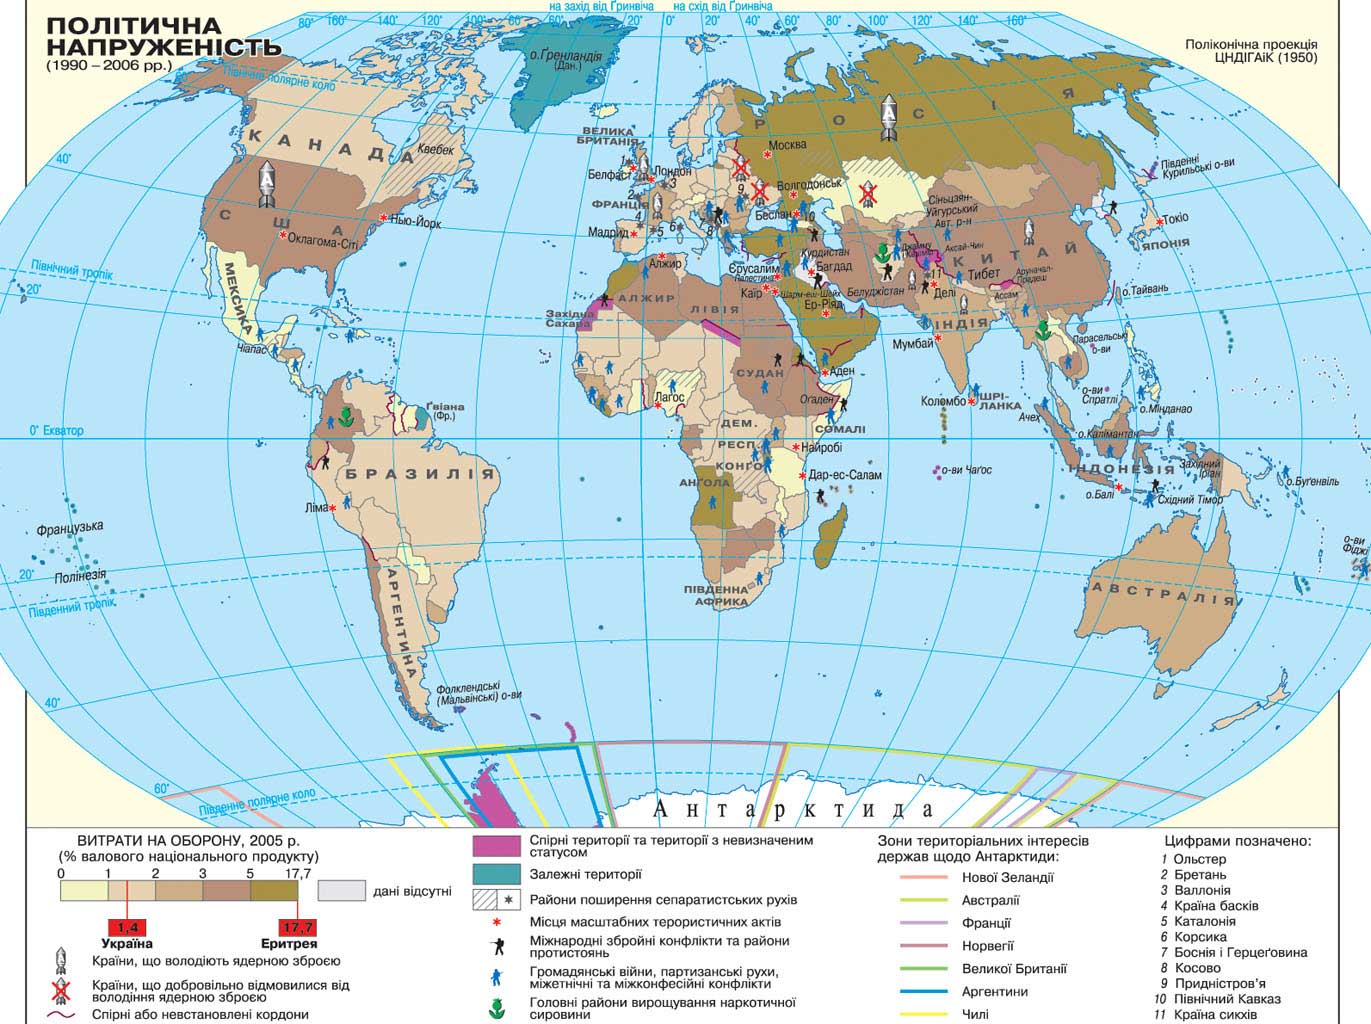 ПОЛІТИЧНА
НАПРУЖЕНІСТЬ
(1990 – 2006 рр.)
на захід від Ґринвіча
на схід від Ґринвіча
80° 160° 140° 120° 100° 80° 60° 40° 20° 0° 20° 40° 60° 80° 100° 120° 140° 160°
Поліконічна проекція
ЦНДІГАіК (1950)
Північне полярне коло
о.Ґренландія
(Дан.)
КАНАДА
Квебек
США
Нью-Йорк
Оклагома-Сіті
МЕКСИКА
Чіапас
Північний тропік
40°
20°
0° Екватор
20°
Південний тропік
40°
60°
Південне полярне коло
Французька
Полінезія
Ґвіана
(Фр.)
БРАЗИЛІЯ
Ліма
АРГЕНТИНА
Фолклендські
(Мальвінські) о-ви
ВЕЛИКА
БРИТАНІЯ
Белфаст
Лондон
ФРАНЦІЯ
Мадрид
1
2
3
4
5
6
7
8
9
10
11
РОСІЯ
Москва
Волгодонськ
Беслан
Алжир
АЛЖИР
ЛІВІЯ
Західна
Сахара
Єрусалим
Палестина
Каїр
Шарм-еш-Шейх
Ер-Ріяд
Курдистан
Багдад
Белуджистан
СУДАН
Аден
Огаден
СОМАЛІ
Лагос
ДЕМ.
РЕСП.
КОНГО
Найробі
Дар-ес-Салам
АНГОЛА
ПІВДЕННА
АФРИКА
Сіньцзян-
Уйгурський
Авт. р-н
Джамму
Кашмір
Аксай-Чин
КИТАЙ
Тибет
Аруначал-
Прадеш
Ассам
Делі
ІНДІЯ
Мумбай
Коломбо
ШРІ-
ЛАНКА
о-ви Чаґос
Південні
Курильські о-ви
Токіо
ЯПОНІЯ
о.Тайвань
Парасельські
о-ви
о-ви
Спратлі
о.Мінданао
Ачех
о.Калімантан
ІНДОНЕЗІЯ
Західний
Іріан
о.Балі
Східний Тімор
о.Буґенвіль
о-ви
Фіджі
АВСТРАЛІЯ
Антарктида
ВИТРАТИ НА ОБОРОНУ, 2005 р.
(% валового національного продукту)
0 1 2 3 5 17,7
дані відсутні
1,4
Україна
17,7
Еритрея
Країни, що володіють ядерною зброєю
Країни, що добровільно відмовилися від
володіння ядерною зброєю
Спірні або невстановлені кордони
Спірні території та території з невизначеним
статусом
Залежні території
Райони поширення сепаратистських рухів
Місця масштабних терористичних актів
Міжнародні збройні конфлікти та райони
протистоянь
Громадянські війни, партизанські рухи,
міжетнічні та міжконфесійні конфлікти
Головні райони вирощування наркотичної
сировини
Зони територіальних інтересів
держав щодо Антарктиди:
Нової Зеландії
Австралії
Франції
Норвегії
Великої Британії
Аргентини
Чилі
Цифрами позначено:
1 Ольстер
2 Бретань
3 Валлонія
4 Країна басків
5 Каталонія
6 Корсика
7 Боснія і Герцеґовина
8 Косово
9 Придністров’я
10 Північний Кавказ
11 Країна сикхів